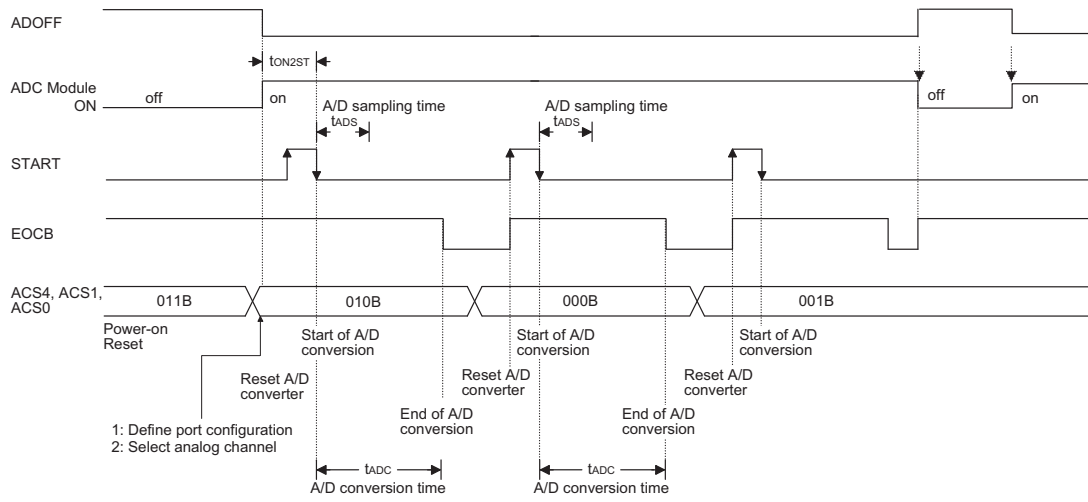 ADOFF
tON2ST
ADC Module
ON
off
on
A/D sampling time
tADS
A/D sampling time
tADS
off
on
START
EOCB
ACS4, ACS1,
ACS0
011B
010B
000B
001B
Power-on
Reset
Start of A/D
conversion
Start of A/D
conversion
Start of A/D
conversion
Reset A/D
converter
Reset A/D
converter
Reset A/D
converter
End of A/D
conversion
End of A/D
conversion
1: Define port configuration
2: Select analog channel
tADC
A/D conversion time
tADC
A/D conversion time